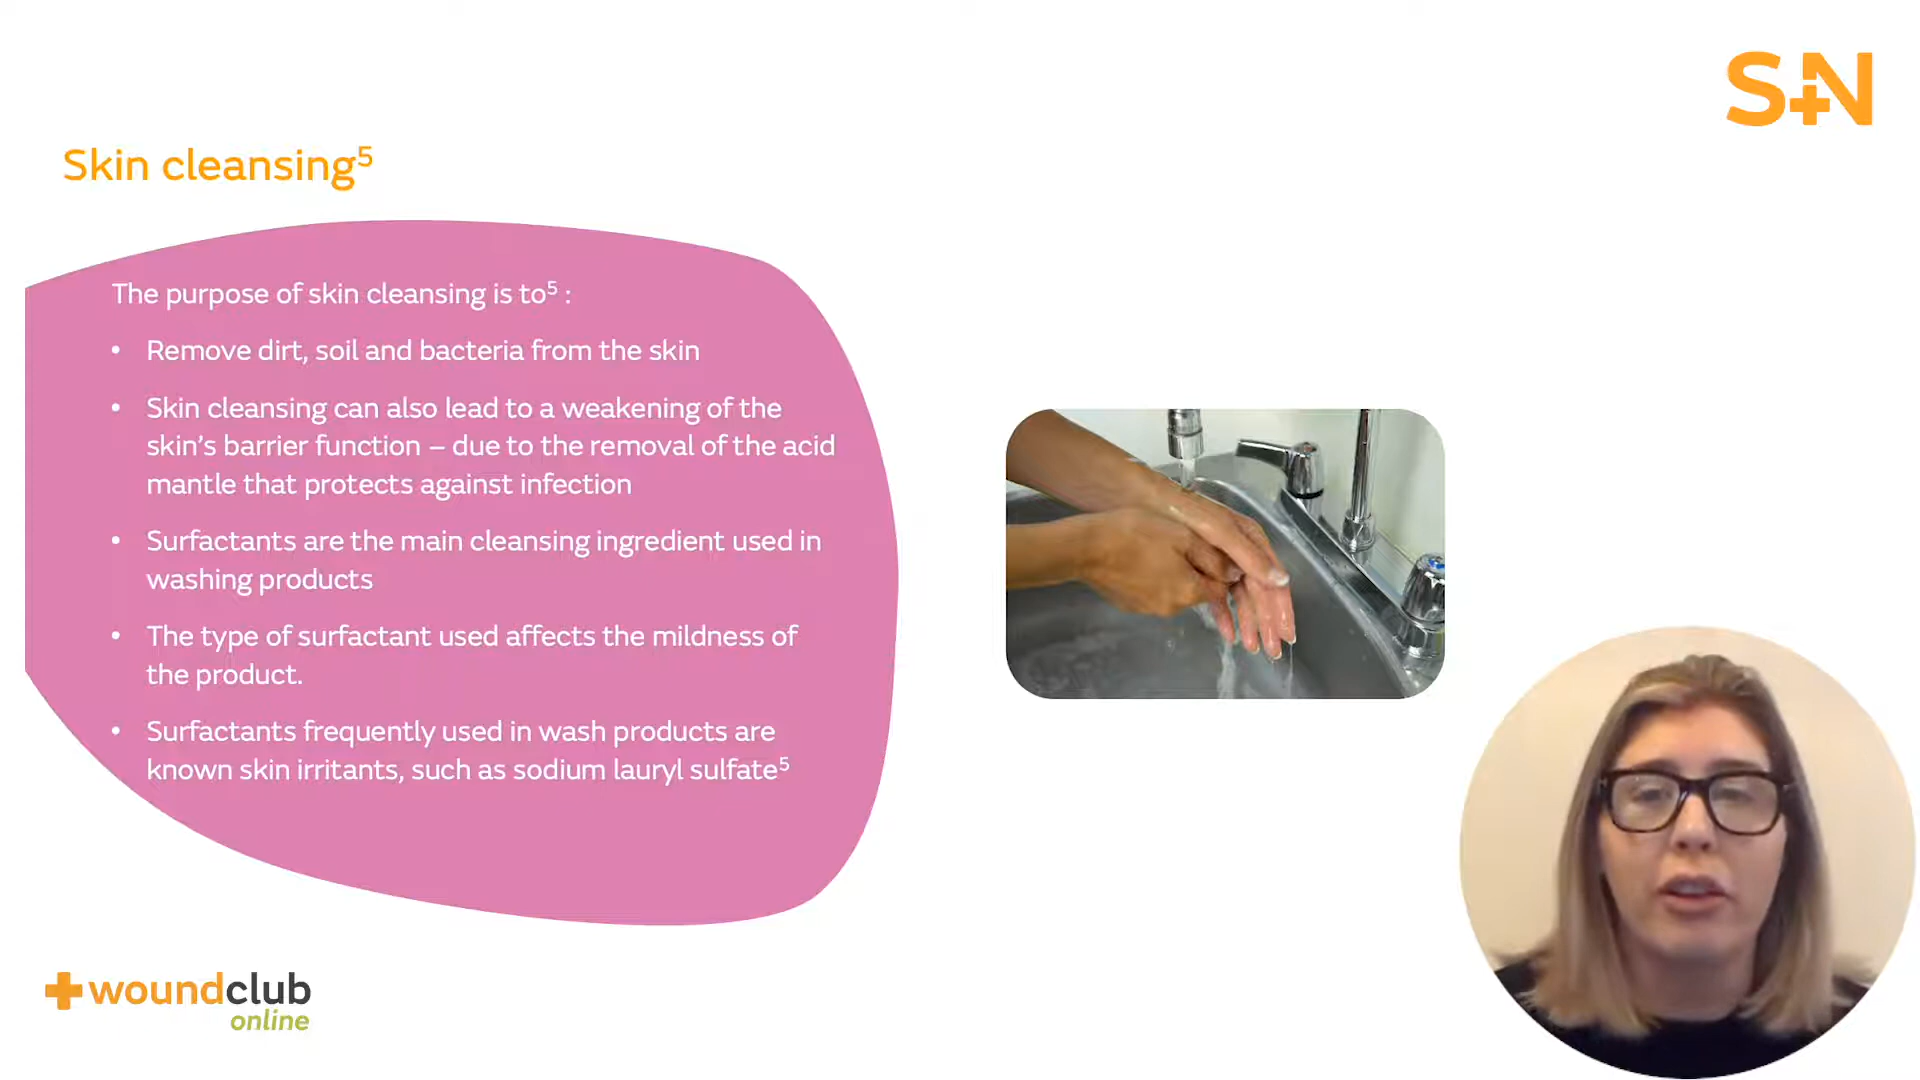 S+N
Skin cleansing⁵
The purpose of skin cleansing is to⁵ :
• Remove dirt, soil and bacteria from the skin
• Skin cleansing can also lead to a weakening of the
skin's barrier function – due to the removal of the acid
mantle that protects against infection
• Surfactants are the main cleansing ingredient used in
washing products
• The type of surfactant used affects the mildness of
the product.
• Surfactants frequently used in wash products are
known skin irritants, such as sodium lauryl sulfate⁵
woundclub
online